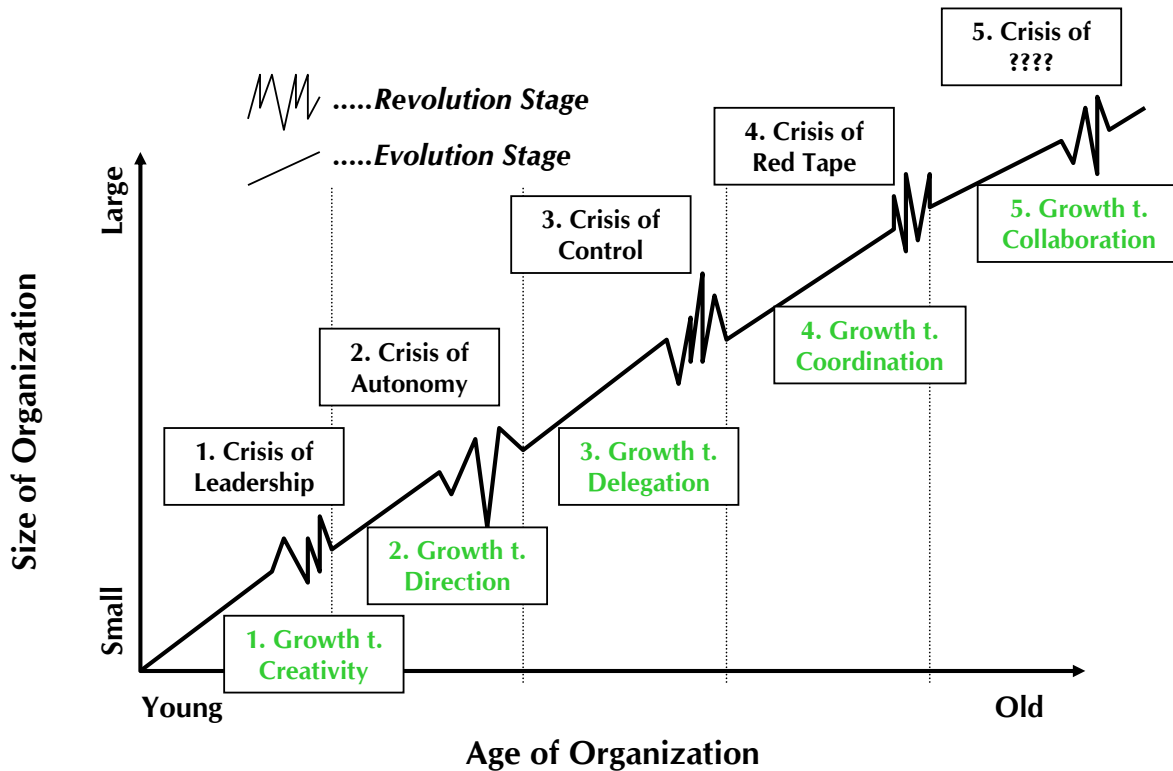 5. Crisis of
????
.....Revolution Stage
.....Evolution Stage
4. Crisis of
Red Tape
3. Crisis of
Control
5. Growth t.
Collaboration
2. Crisis of
Autonomy
4. Growth t.
Coordination
1. Crisis of
Leadership
3. Growth t.
Delegation
2. Growth t.
Direction
1. Growth t.
Creativity
Size of Organization
Large
Small
Young
Old
Age of Organization